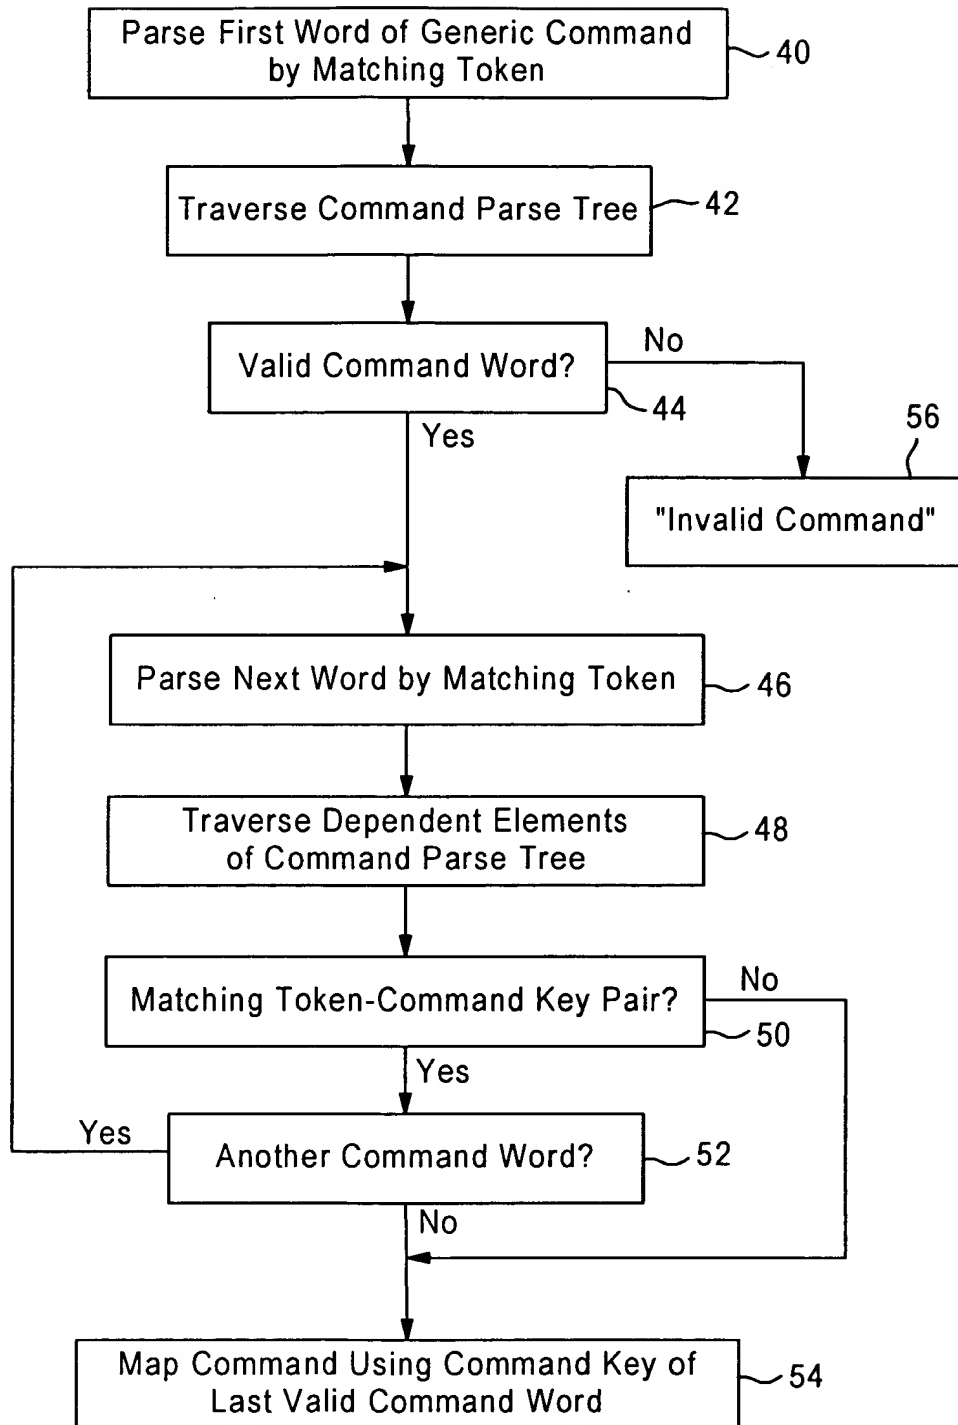 Parse First Word of Generic Command
by Matching Token
40
Traverse Command Parse Tree
42
Valid Command Word?
No
44
Yes
56
"Invalid Command"
Parse Next Word by Matching Token
46
Traverse Dependent Elements
of Command Parse Tree
48
Matching Token-Command Key Pair?
No
50
Yes
Yes
Another Command Word?
52
No
Map Command Using Command Key of
Last Valid Command Word
54